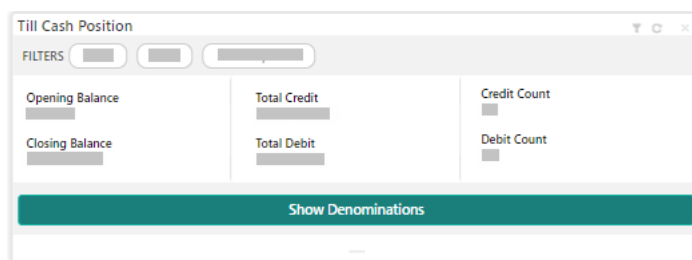 Till Cash Position
FILTERS
Opening Balance
Total Credit
Credit Count
Closing Balance
Total Debit
Debit Count
Show Denominations